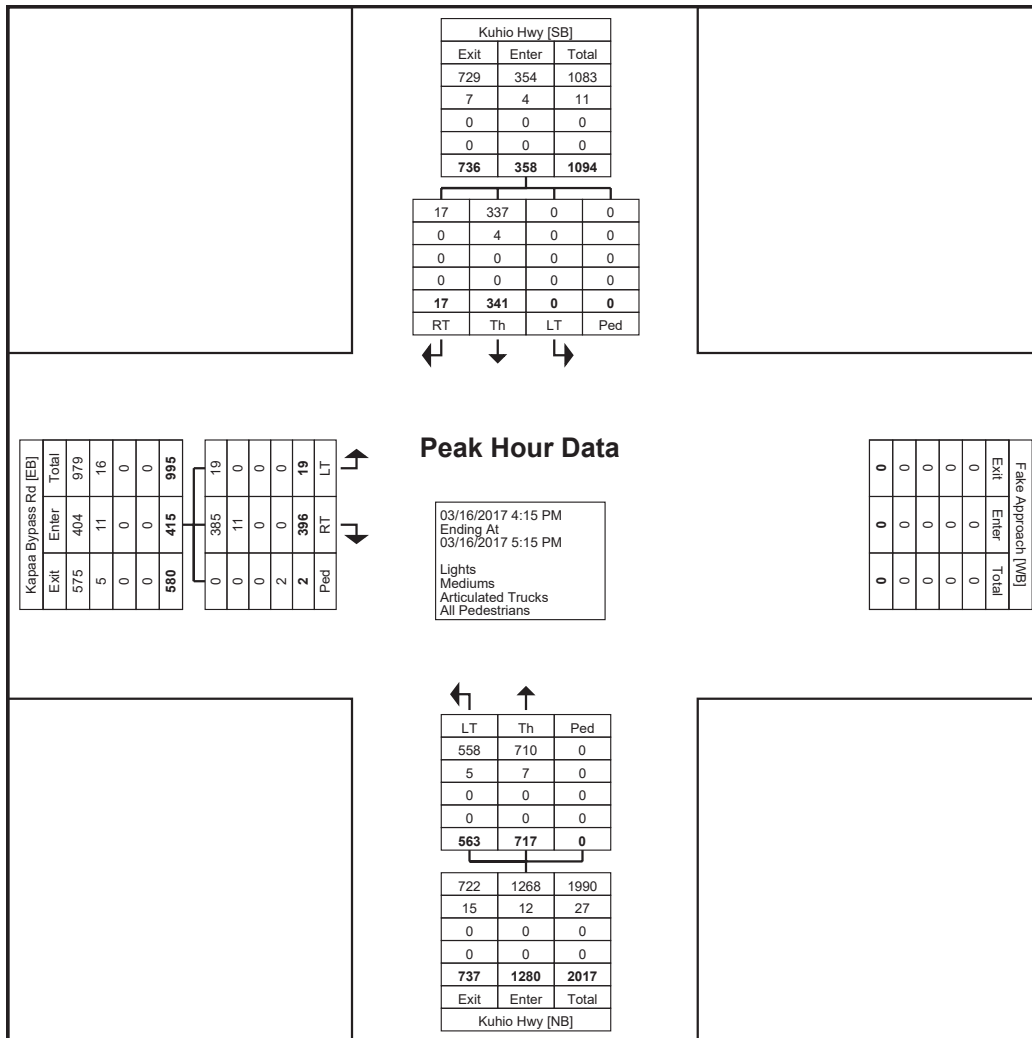 Kuhio Hwy [SB]
Exit Enter Total
729 354 1083
7 4 11
0 0 0
0 0 0
736 358 1094
17 337 0 0
0 4 0 0
0 0 0 0
0 0 0 0
17 341 0 0
RT Th LT Ped
Peak Hour Data
Kapaa Bypass Rd [EB]
Total 979 16 0 0 995
Enter 404 11 0 0 415
Exit 575 5 0 0 580
19 0 0 0 19 LT
385 11 0 0 396 RT
0 0 0 2 2 Ped
03/16/2017 4:15 PM
Ending At
03/16/2017 5:15 PM
Lights
Mediums
Articulated Trucks
All Pedestrians
Fake Approach [WB]
Exit Enter Total
0 0 0
0 0 0
0 0 0
0 0 0
0 0 0
LT Th Ped
558 710 0
5 7 0
0 0 0
0 0 0
563 717 0
722 1268 1990
15 12 27
0 0 0
0 0 0
737 1280 2017
Exit Enter Total
Kuhio Hwy [NB]